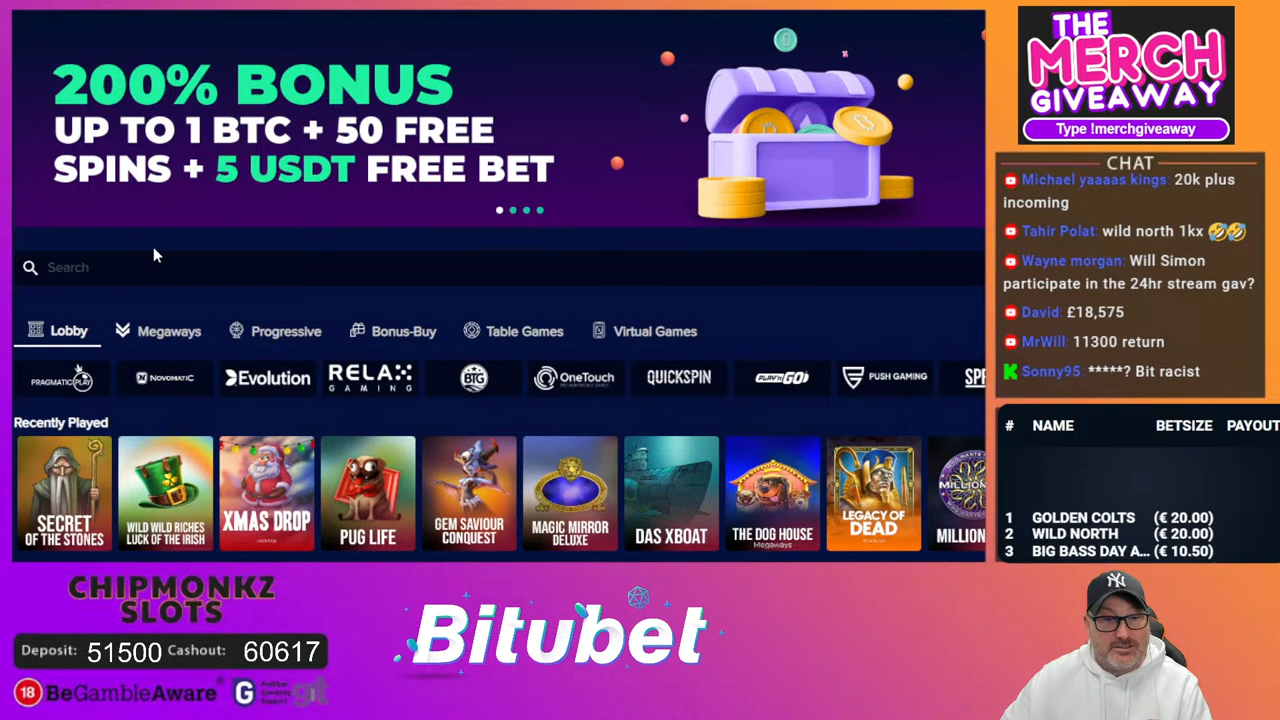 200% BONUS
UP TO 1 BTC + 50 FREE
SPINS + 5 USDT FREE BET
Search
Lobby
Megaways
Progressive
Bonus-Buy
Table Games
Virtual Games
PRAGMATIC PLAY
NOVOMATIC
Evolution
RELAX
GAMING
BTG
OneTouch
QUICKSPIN
PLAY'n GO
PUSH GAMING
Recently Played
SECRET
OF THE STONES
WILD WILD RICHES
LUCK OF THE IRISH
XMAS DROP
PUG LIFE
GEM SAVIOUR
CONQUEST
MAGIC MIRROR
DELUXE
DAS XBOAT
THE DOG HOUSE
Megaways
LEGACY OF
DEAD
MILLION
THE
MERCH
GIVEAWAY
Type !merchgiveaway
CHAT
Michael yaaaas kings: 20k plus
incoming
Tahir Polat: wild north 1kx 🤣🤣
Wayne morgan: Will Simon
participate in the 24hr stream gav?
David: £18,575
MrWill: 11300 return
Sonny95: *****? Bit racist
# NAME BETSIZE PAYOUT
1 GOLDEN COLTS (€ 20.00)
2 WILD NORTH (€ 20.00)
3 BIG BASS DAY A... (€ 10.50)
CHIPMONKZ
SLOTS
Deposit: 51500 Cashout: 60617
18 BeGambleAware
Bitubet
NY